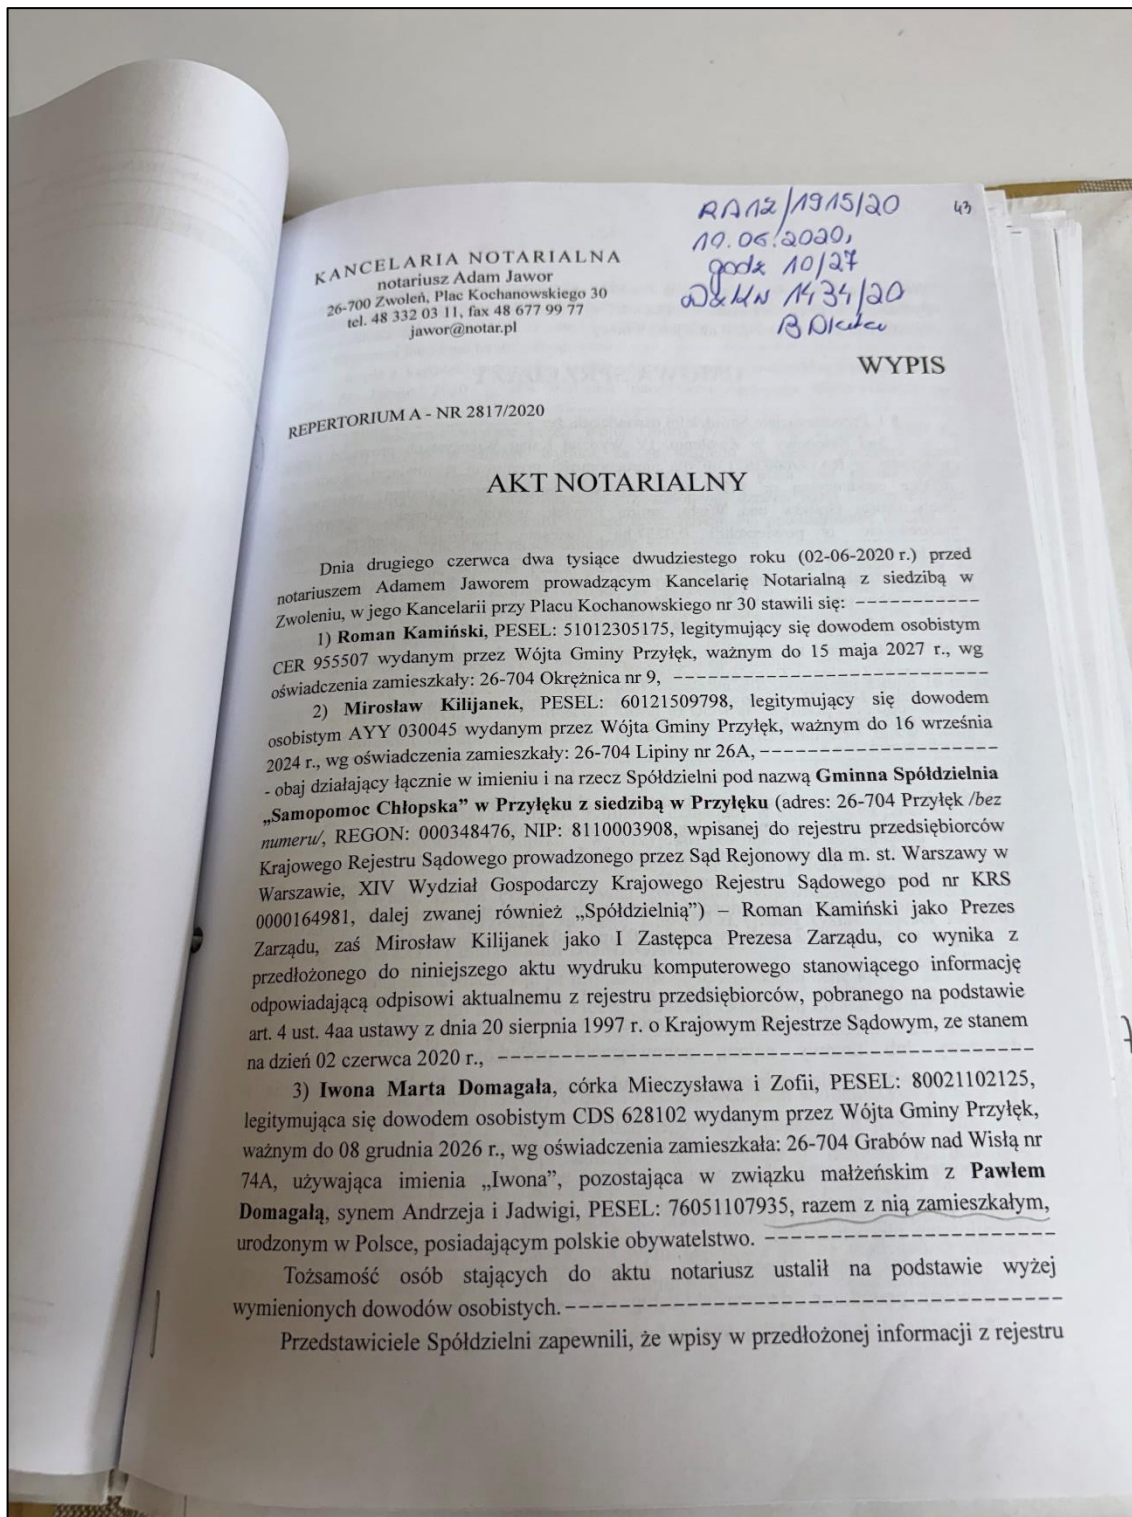 RA1Z/1915/20
10.06.2020,
godz 10/27
Dz KW 1434/20
43
KANCELARIA NOTARIALNA
notariusz Adam Jawor
26-700 Zwoleń, Plac Kochanowskiego 30
tel. 48 332 03 11, fax 48 677 99 77
jawor@notar.pl
WYPIS
REPERTORIUM A - NR 2817/2020
AKT NOTARIALNY
Dnia drugiego czerwca dwa tysiące dwudziestego roku (02-06-2020 r.) przed
notariuszem Adamem Jaworem prowadzącym Kancelarię Notarialną z siedzibą w
Zwoleniu, w jego Kancelarii przy Placu Kochanowskiego nr 30 stawili się: -----------
1) Roman Kamiński, PESEL: 51012305175, legitymujący się dowodem osobistym
CER 955507 wydanym przez Wójta Gminy Przyłęk, ważnym do 15 maja 2027 r., wg
oświadczenia zamieszkały: 26-704 Okrężnica nr 9, ----------------------------
2) Mirosław Kilijanek, PESEL: 60121509798, legitymujący się dowodem
osobistym AYY 030045 wydanym przez Wójta Gminy Przyłęk, ważnym do 16 września
2024 r., wg oświadczenia zamieszkały: 26-704 Lipiny nr 26A, ---------------------
- obaj działający łącznie w imieniu i na rzecz Spółdzielni pod nazwą Gminna Spółdzielnia
„Samopomoc Chłopska” w Przyłęku z siedzibą w Przyłęku (adres: 26-704 Przyłęk /bez
numeru/, REGON: 000348476, NIP: 8110003908, wpisanej do rejestru przedsiębiorców
Krajowego Rejestru Sądowego prowadzonego przez Sąd Rejonowy dla m. st. Warszawy w
Warszawie, XIV Wydział Gospodarczy Krajowego Rejestru Sądowego pod nr KRS
0000164981, dalej zwanej również „Spółdzielnią”) – Roman Kamiński jako Prezes
Zarządu, zaś Mirosław Kilijanek jako I Zastępca Prezesa Zarządu, co wynika z
przedłożonego do niniejszego aktu wydruku komputerowego stanowiącego informację
odpowiadającą odpisowi aktualnemu z rejestru przedsiębiorców, pobranego na podstawie
art. 4 ust. 4aa ustawy z dnia 20 sierpnia 1997 r. o Krajowym Rejestrze Sądowym, ze stanem
na dzień 02 czerwca 2020 r., ------------------------------------------
3) Iwona Marta Domagała, córka Mieczysława i Zofii, PESEL: 80021102125,
legitymująca się dowodem osobistym CDS 628102 wydanym przez Wójta Gminy Przyłęk,
ważnym do 08 grudnia 2026 r., wg oświadczenia zamieszkała: 26-704 Grabów nad Wisłą nr
74A, używająca imienia „Iwona”, pozostająca w związku małżeńskim z Pawłem
Domagałą, synem Andrzeja i Jadwigi, PESEL: 76051107935, razem z nią zamieszkałym,
urodzonym w Polsce, posiadającym polskie obywatelstwo. ------------------------
Tożsamość osób stających do aktu notariusz ustalił na podstawie wyżej
wymienionych dowodów osobistych. ---------------------------------------
Przedstawiciele Spółdzielni zapewnili, że wpisy w przedłożonej informacji z rejestru